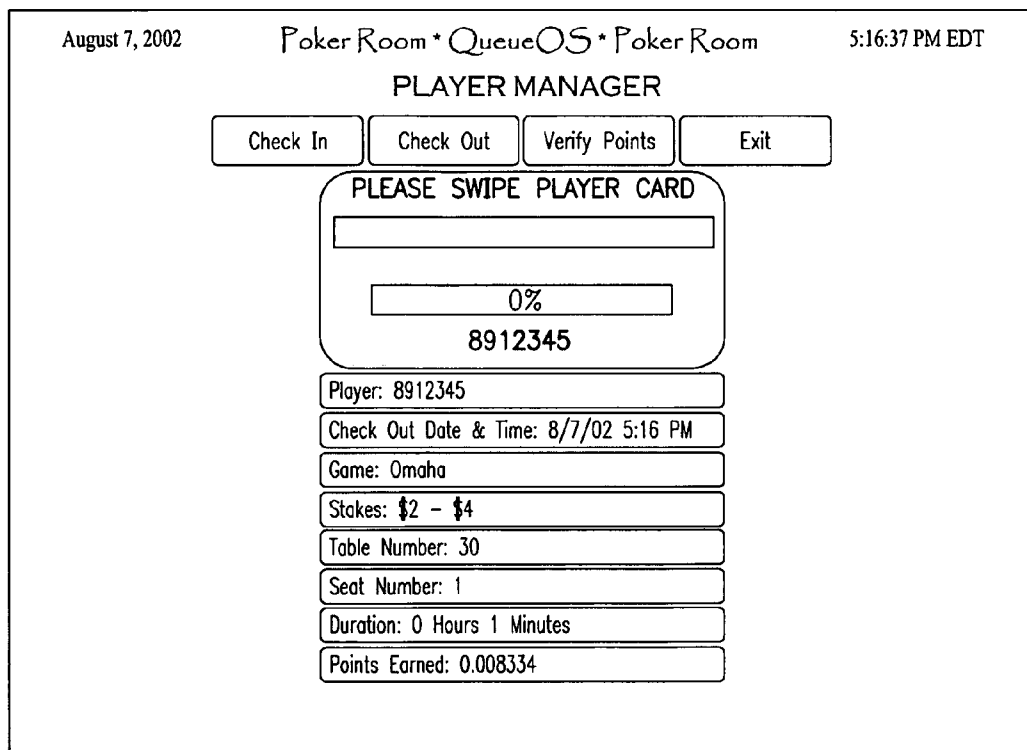 August 7, 2002 Poker Room * QueueOS * Poker Room 5:16:37 PM EDT
PLAYER MANAGER
Check In Check Out Verify Points Exit
PLEASE SWIPE PLAYER CARD
0%
8912345
Player: 8912345
Check Out Date & Time: 8/7/02 5:16 PM
Game: Omaha
Stakes: $2 – $4
Table Number: 30
Seat Number: 1
Duration: 0 Hours 1 Minutes
Points Earned: 0.008334